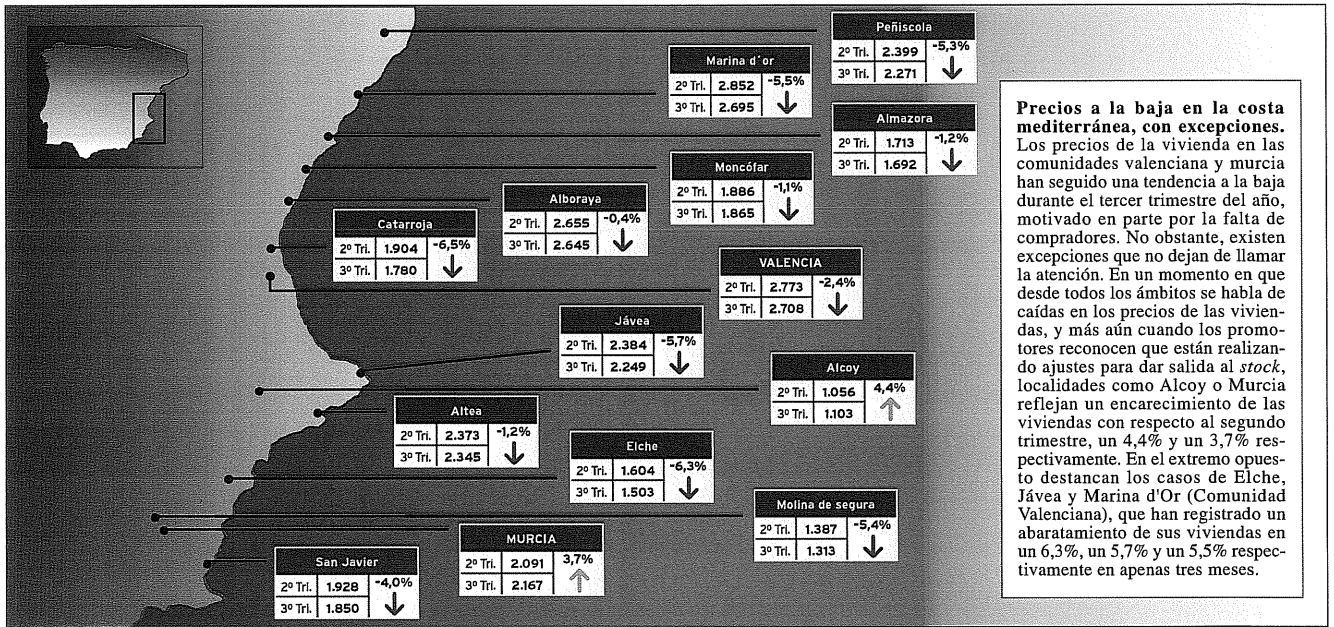 Peñiscola
2º Tri. 2.399 -5,3%
3º Tri. 2.271
Marina d´or
2º Tri. 2.852 -5,5%
3º Tri. 2.695
Almazora
2º Tri. 1.713 -1,2%
3º Tri. 1.692
Moncófar
2º Tri. 1.886 -1,1%
3º Tri. 1.865
Alboraya
2º Tri. 2.655 -0,4%
3º Tri. 2.645
Catarroja
2º Tri. 1.904 -6,5%
3º Tri. 1.780
VALENCIA
2º Tri. 2.773 -2,4%
3º Tri. 2.708
Jávea
2º Tri. 2.384 -5,7%
3º Tri. 2.249
Alcoy
2º Tri. 1.056 4,4%
3º Tri. 1.103
Altea
2º Tri. 2.373 -1,2%
3º Tri. 2.345
Elche
2º Tri. 1.604 -6,3%
3º Tri. 1.503
Molina de segura
2º Tri. 1.387 -5,4%
3º Tri. 1.313
MURCIA
2º Tri. 2.091 3,7%
3º Tri. 2.167
San Javier
2º Tri. 1.928 -4,0%
3º Tri. 1.850
Precios a la baja en la costa
mediterránea, con excepciones.
Los precios de la vivienda en las
comunidades valenciana y murcia
han seguido una tendencia a la baja
durante el tercer trimestre del año,
motivado en parte por la falta de
compradores. No obstante, existen
excepciones que no dejan de llamar
la atención. En un momento en que
desde todos los ámbitos se habla de
caídas en los precios de las vivien-
das, y más aún cuando los promo-
tores reconocen que están realizan-
do ajustes para dar salida al stock,
localidades como Alcoy o Murcia
reflejan un encarecimiento de las
viviendas con respecto al segundo
trimestre, un 4,4% y un 3,7% res-
pectivamente. En el extremo opues-
to destancan los casos de Elche,
Jávea y Marina d'Or (Comunidad
Valenciana), que han registrado un
abaratamiento de sus viviendas en
un 6,3%, un 5,7% y un 5,5% respec-
tivamente en apenas tres meses.